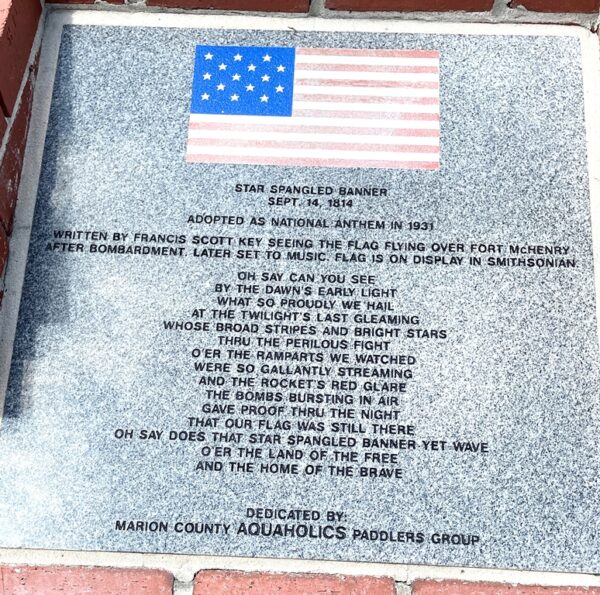 STAR SPANGLED BANNER
SEPT. 14, 1814
ADOPTED AS NATIONAL ANTHEM IN 1931
WRITTEN BY FRANCIS SCOTT KEY SEEING THE FLAG FLYING OVER FORT McHENRY
AFTER BOMBARDMENT. LATER SET TO MUSIC. FLAG IS ON DISPLAY IN SMITHSONIAN.
OH SAY CAN YOU SEE
BY THE DAWN'S EARLY LIGHT
WHAT SO PROUDLY WE HAIL
AT THE TWILIGHT'S LAST GLEAMING
WHOSE BROAD STRIPES AND BRIGHT STARS
THRU THE PERILOUS FIGHT
O'ER THE RAMPARTS WE WATCHED
WERE SO GALLANTLY STREAMING
AND THE ROCKET'S RED GLARE
THE BOMBS BURSTING IN AIR
GAVE PROOF THRU THE NIGHT
THAT OUR FLAG WAS STILL THERE
OH SAY DOES THAT STAR SPANGLED BANNER YET WAVE
O'ER THE LAND OF THE FREE
AND THE HOME OF THE BRAVE
DEDICATED BY:
MARION COUNTY AQUAHOLICS PADDLERS GROUP